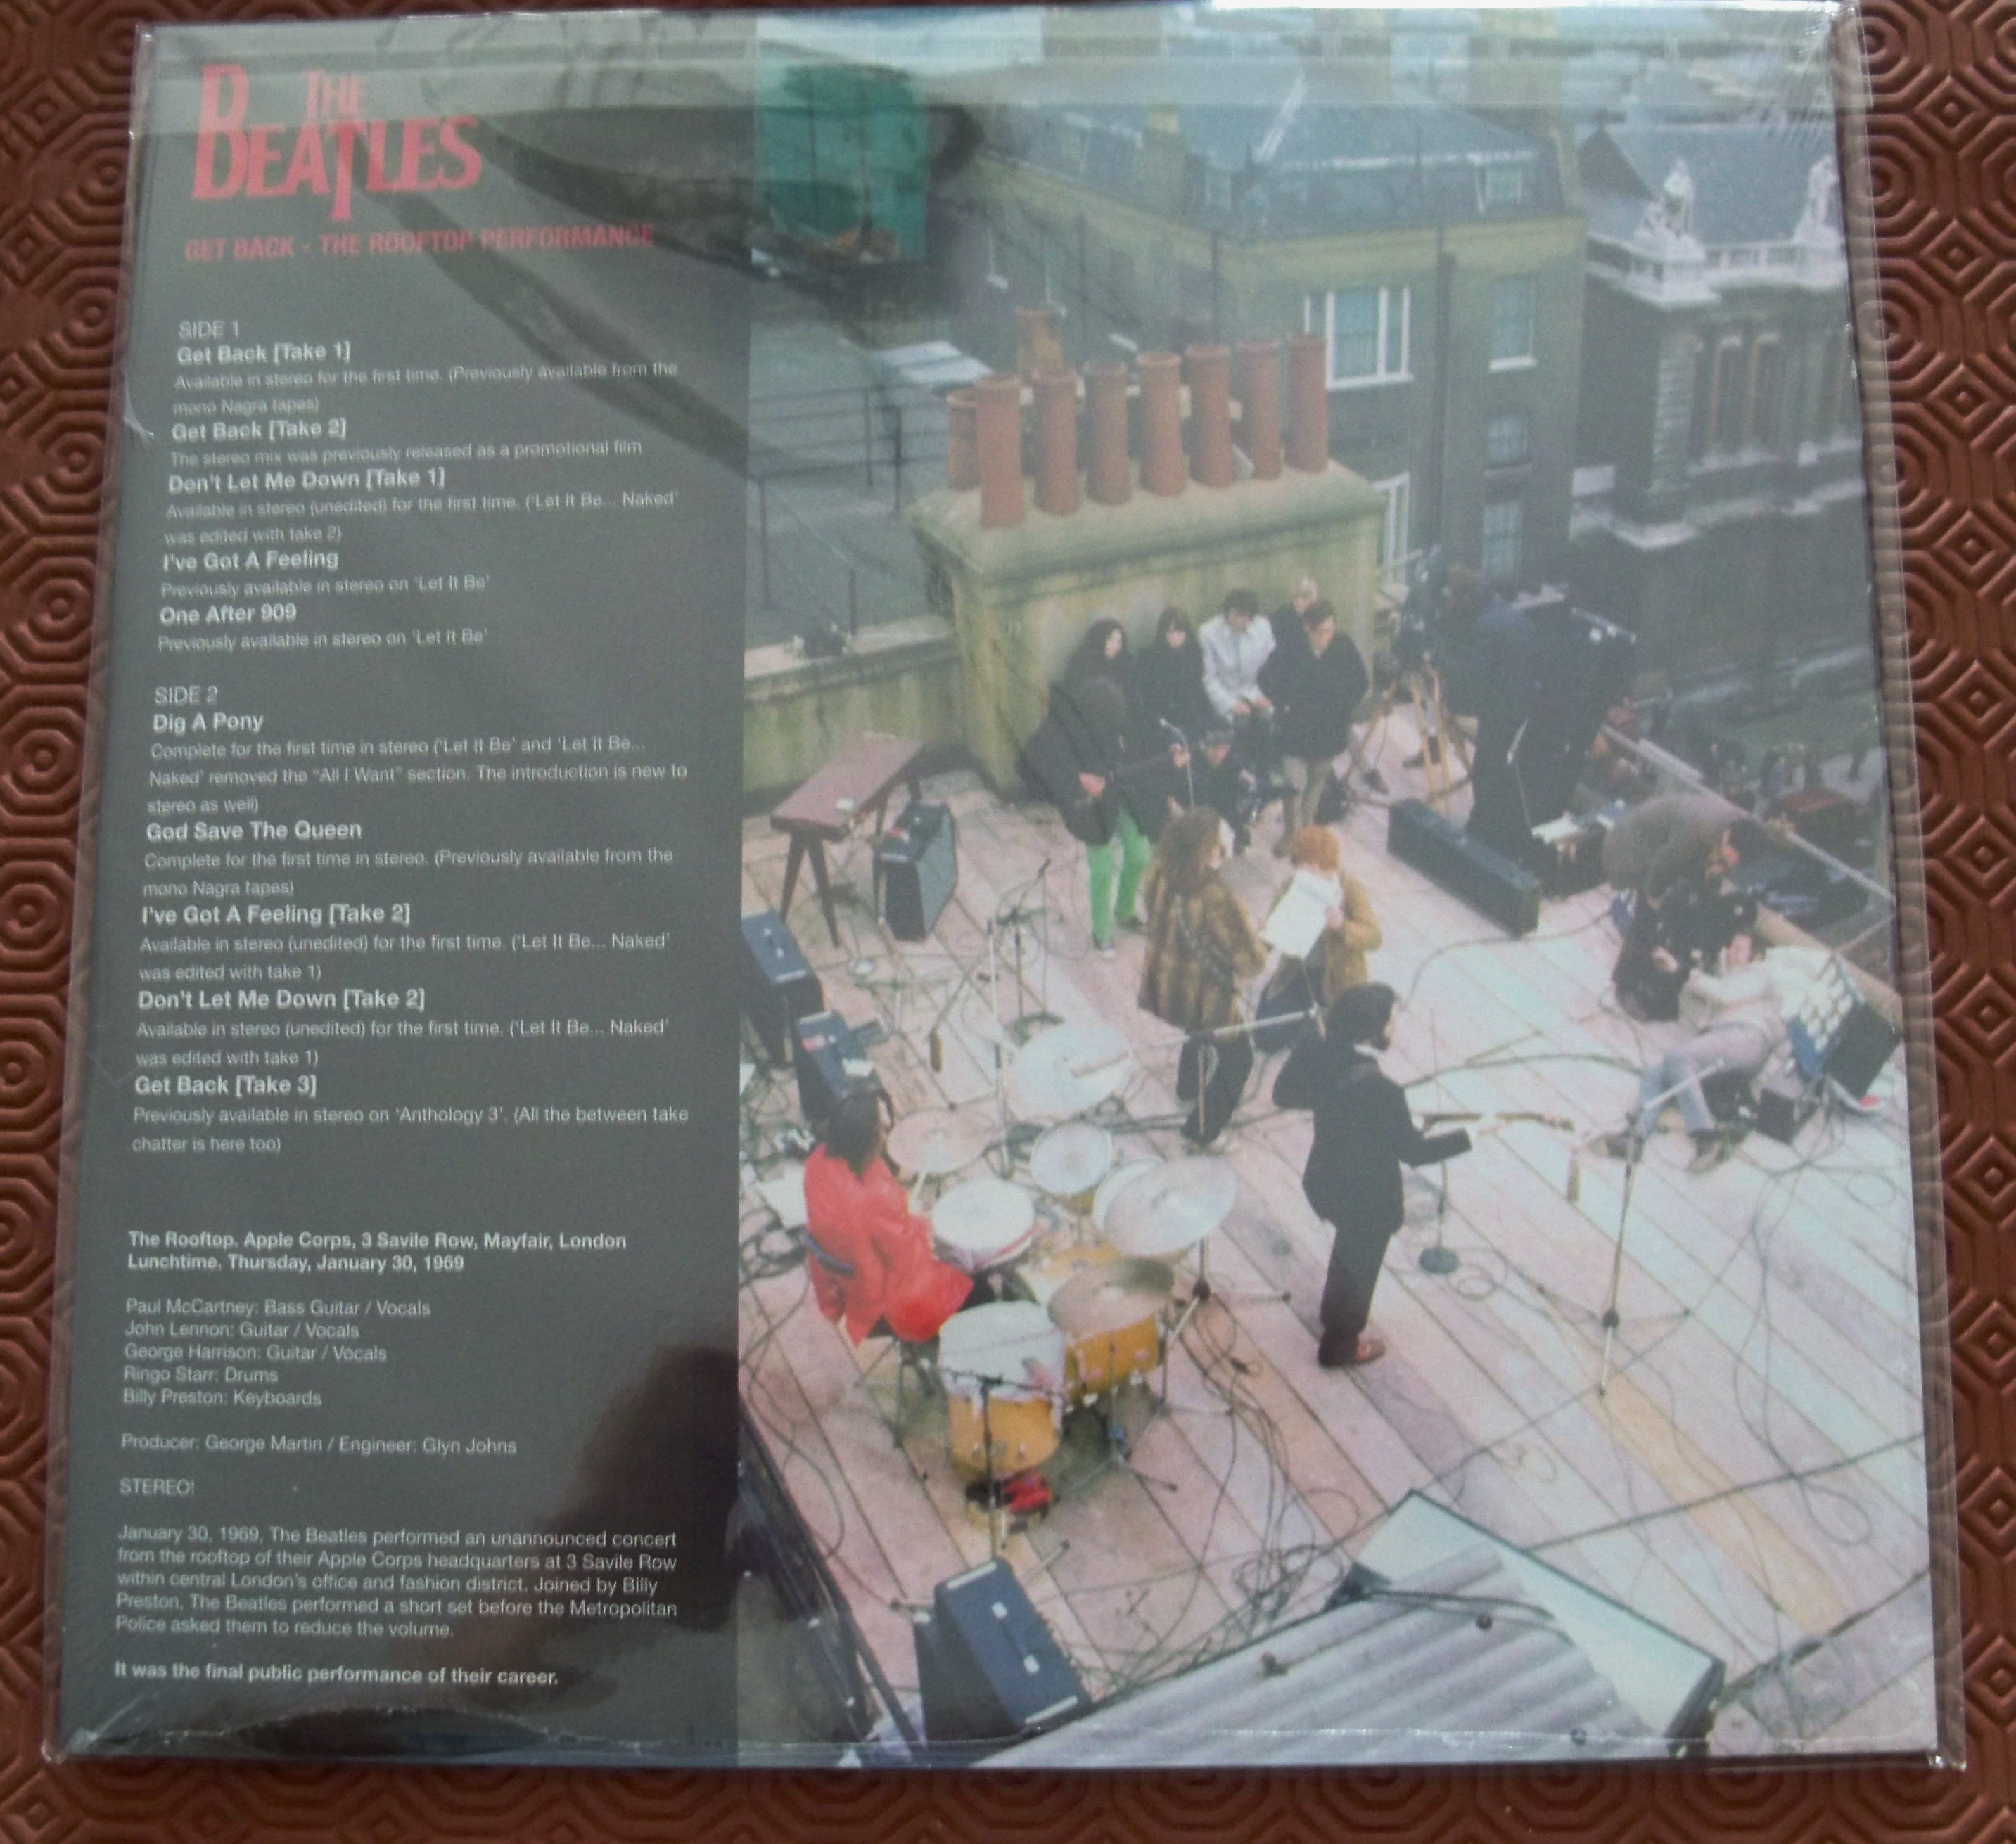 THE
BEATLES
GET BACK - THE ROOFTOP PERFORMANCE
SIDE 1
Get Back [Take 1]
Available in stereo for the first time. (Previously available from the
mono Nagra tapes)
Get Back [Take 2]
The stereo mix was previously released as a promotional film
Don't Let Me Down [Take 1]
Available in stereo (unedited) for the first time. ('Let It Be... Naked'
was edited with take 2)
I've Got A Feeling
Previously available in stereo on 'Let It Be'
One After 909
Previously available in stereo on 'Let It Be'
SIDE 2
Dig A Pony
Complete for the first time in stereo ('Let It Be' and 'Let It Be...
Naked' removed the "All I Want" section. The introduction is new to
stereo as well)
God Save The Queen
Complete for the first time in stereo. (Previously available from the
mono Nagra tapes)
I've Got A Feeling [Take 2]
Available in stereo (unedited) for the first time. ('Let It Be... Naked'
was edited with take 1)
Don't Let Me Down [Take 2]
Available in stereo (unedited) for the first time. ('Let It Be... Naked'
was edited with take 1)
Get Back [Take 3]
Previously available in stereo on 'Anthology 3'. (All the between take
chatter is here too)
The Rooftop, Apple Corps, 3 Savile Row, Mayfair, London
Lunchtime, Thursday, January 30, 1969
Paul McCartney: Bass Guitar / Vocals
John Lennon: Guitar / Vocals
George Harrison: Guitar / Vocals
Ringo Starr: Drums
Billy Preston: Keyboards
Producer: George Martin / Engineer: Glyn Johns
STEREO!
January 30, 1969, The Beatles performed an unannounced concert
from the rooftop of their Apple Corps headquarters at 3 Savile Row
within central London's office and fashion district. Joined by Billy
Preston, The Beatles performed a short set before the Metropolitan
Police asked them to reduce the volume.
It was the final public performance of their career.